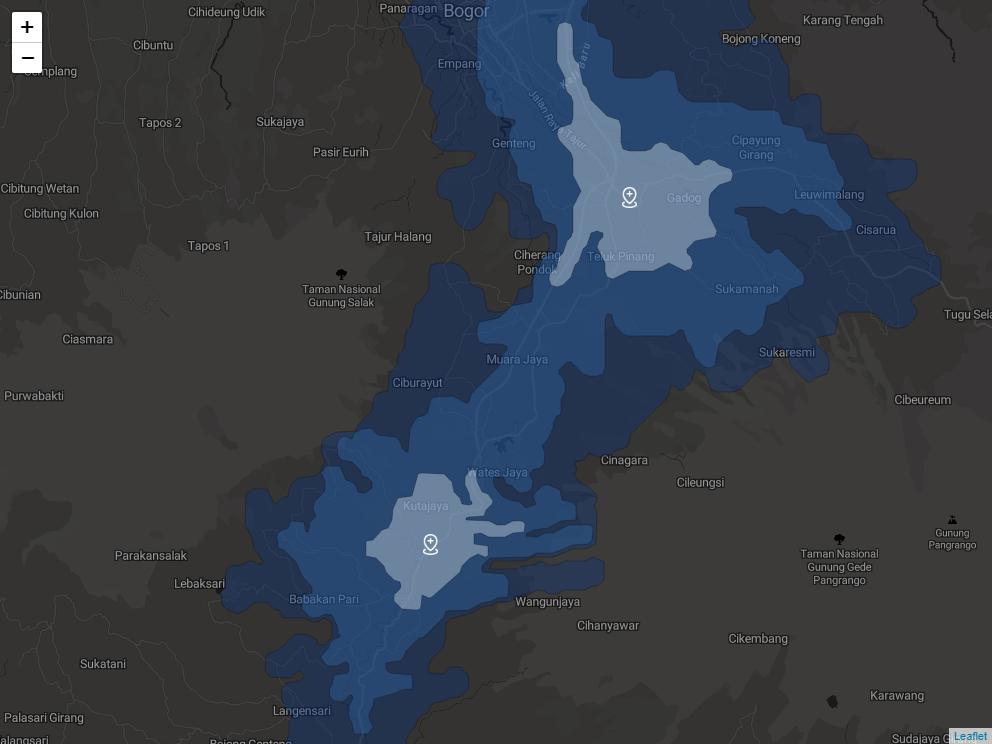 Cihideung Udik
Panaragan
Bogor
Karang Tengah
+
Cibuntu
Bojong Koneng
−
Empang
Kali Baru
Jalan Raya Tajur
Tapos 2
Sukajaya
Genteng
Cipayung
Girang
Pasir Eurih
Cibitung Wetan
Gadog
Leuwimalang
Cibitung Kulon
Cisarua
Tajur Halang
Tapos 1
Ciherang
Pondok
Teluk Pinang
Taman Nasional
Gunung Salak
Sukamanah
Cibunian
Tugu Sela
Ciasmara
Muara Jaya
Sukaresmi
Ciburayut
Purwabakti
Cibeureum
Cinagara
Wates Jaya
Cileungsi
Kutajaya
Gunung
Pangrango
Parakansalak
Taman Nasional
Gunung Gede
Pangrango
Lebaksari
Babakan Pari
Wangunjaya
Cihanyawar
Cikembang
Sukatani
Karawang
Langensari
Palasari Girang
Leaflet